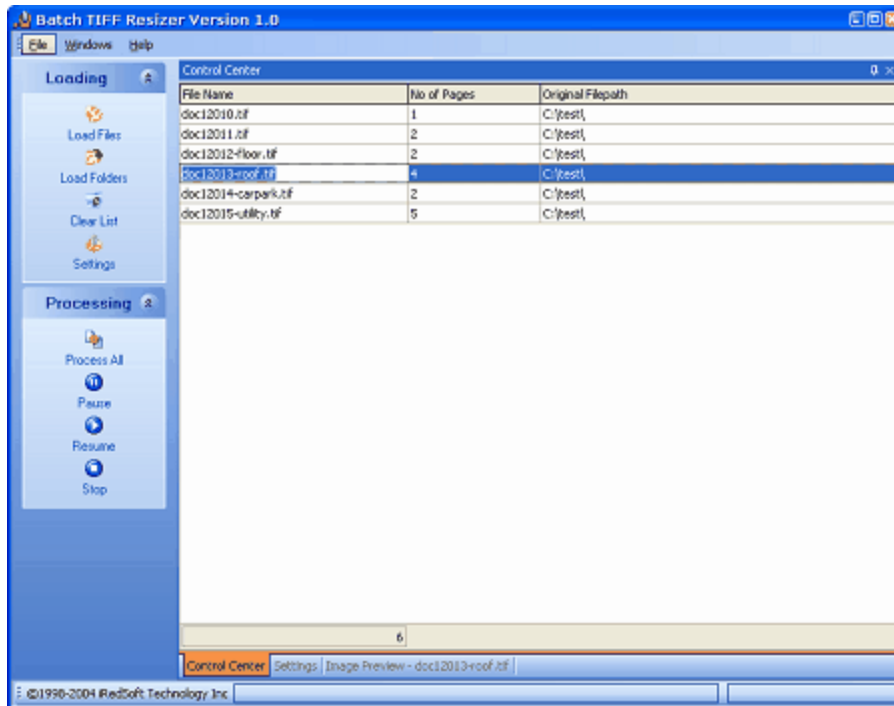 Batch TIFF Resizer Version 1.0
File Windows Help
Loading
Load Files
Load Folders
Clear List
Settings
Processing
Process All
Pause
Resume
Stop
Control Center
File Name No of Pages Original Filepath
doc12010.tif 1 C:\test\,
doc12011.tif 2 C:\test\,
doc12012-floor.tif 2 C:\test\,
doc12013-roof.tif 4 C:\test\,
doc12014-carpark.tif 2 C:\test\,
doc12015-utility.tif 5 C:\test\,
6
Control Center Settings Image Preview - doc12013-roof.tif
©1998-2004 iRedSoft Technology Inc